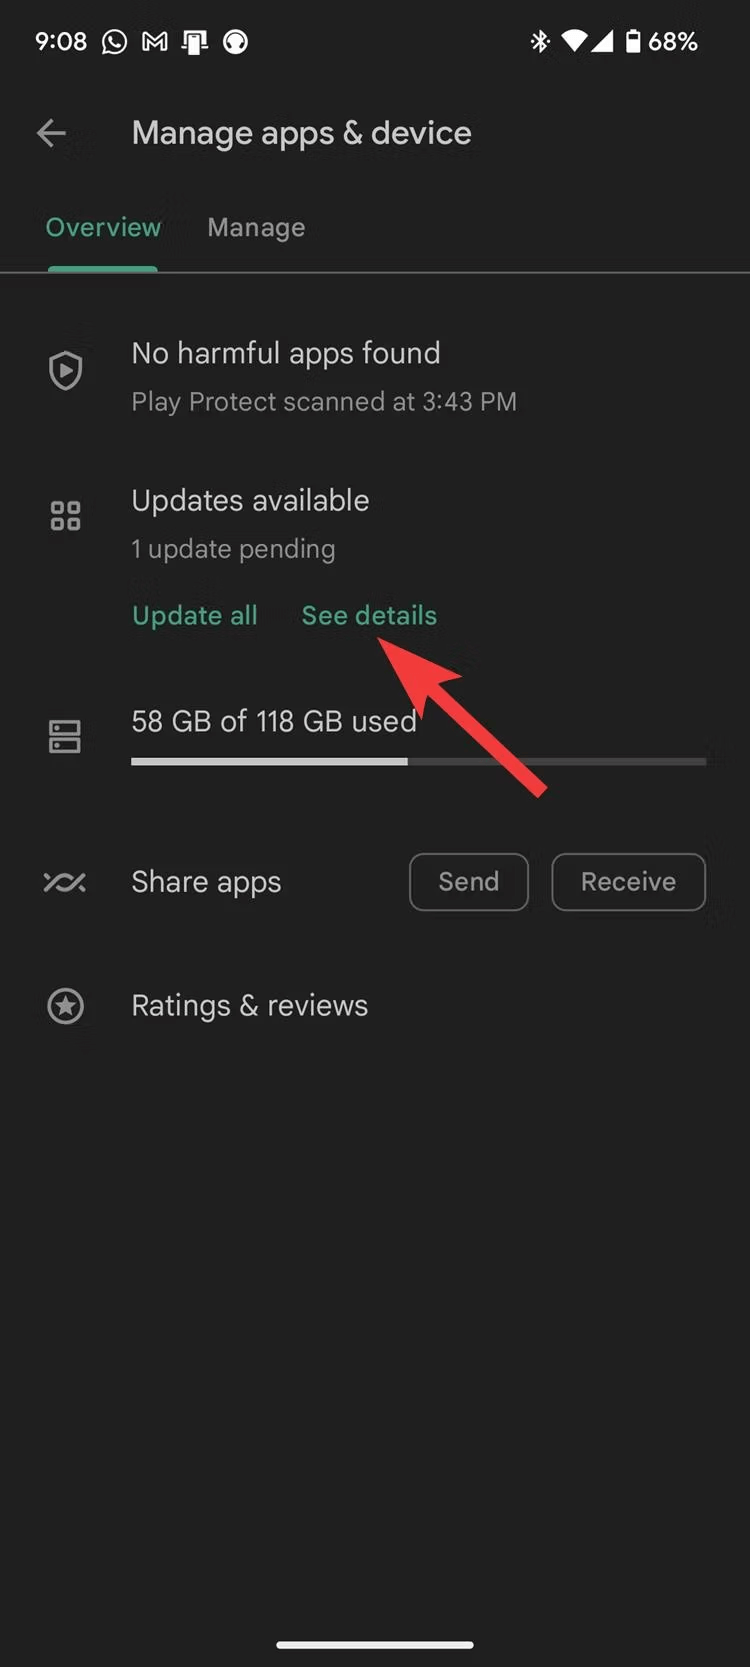 9:08 68%
Manage apps & device
Overview Manage
No harmful apps found
Play Protect scanned at 3:43 PM
Updates available
1 update pending
Update all See details
58 GB of 118 GB used
Share apps Send Receive
Ratings & reviews